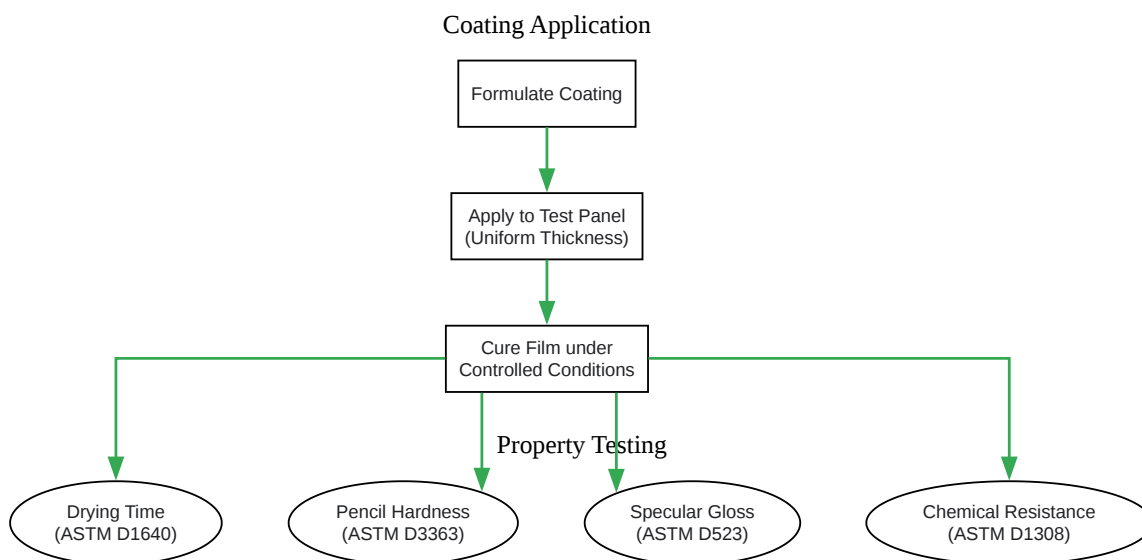 Coating Application
Formulate Coating
Apply to Test Panel
(Uniform Thickness)
Cure Film under
Controlled Conditions
Property Testing
Drying Time
(ASTM D1640)
Pencil Hardness
(ASTM D3363)
Specular Gloss
(ASTM D523)
Chemical Resistance
(ASTM D1308)